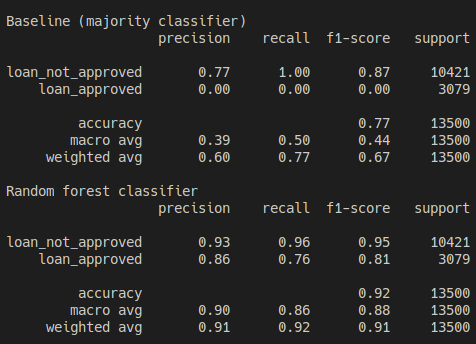 Baseline (majority classifier)
precision recall f1-score support
loan_not_approved 0.77 1.00 0.87 10421
loan_approved 0.00 0.00 0.00 3079
accuracy 0.77 13500
macro avg 0.39 0.50 0.44 13500
weighted avg 0.60 0.77 0.67 13500
Random forest classifier
precision recall f1-score support
loan_not_approved 0.93 0.96 0.95 10421
loan_approved 0.86 0.76 0.81 3079
accuracy 0.92 13500
macro avg 0.90 0.86 0.88 13500
weighted avg 0.91 0.92 0.91 13500